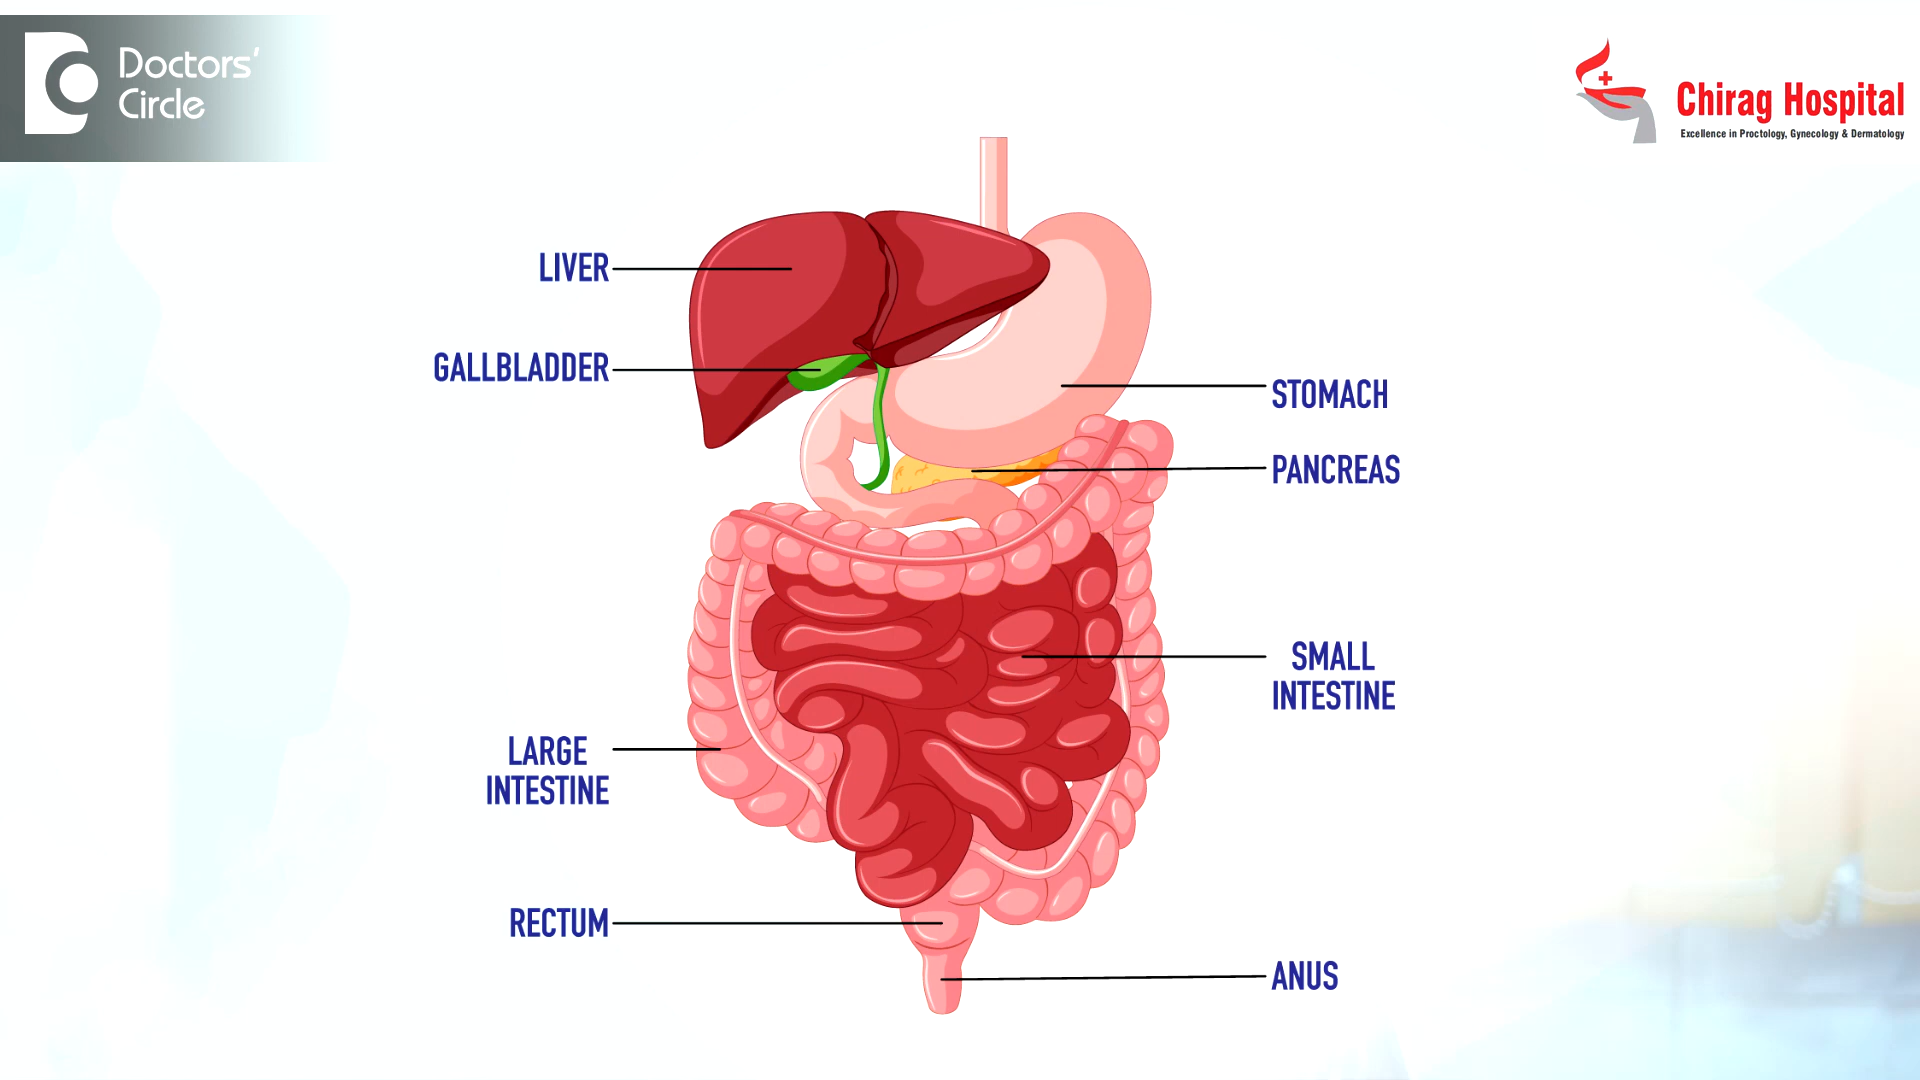 Doctors'
Circle
Chirag Hospital
Excellence in Proctology, Gynecology & Dermatology
LIVER
GALLBLADDER
STOMACH
PANCREAS
SMALL
INTESTINE
LARGE
INTESTINE
RECTUM
ANUS